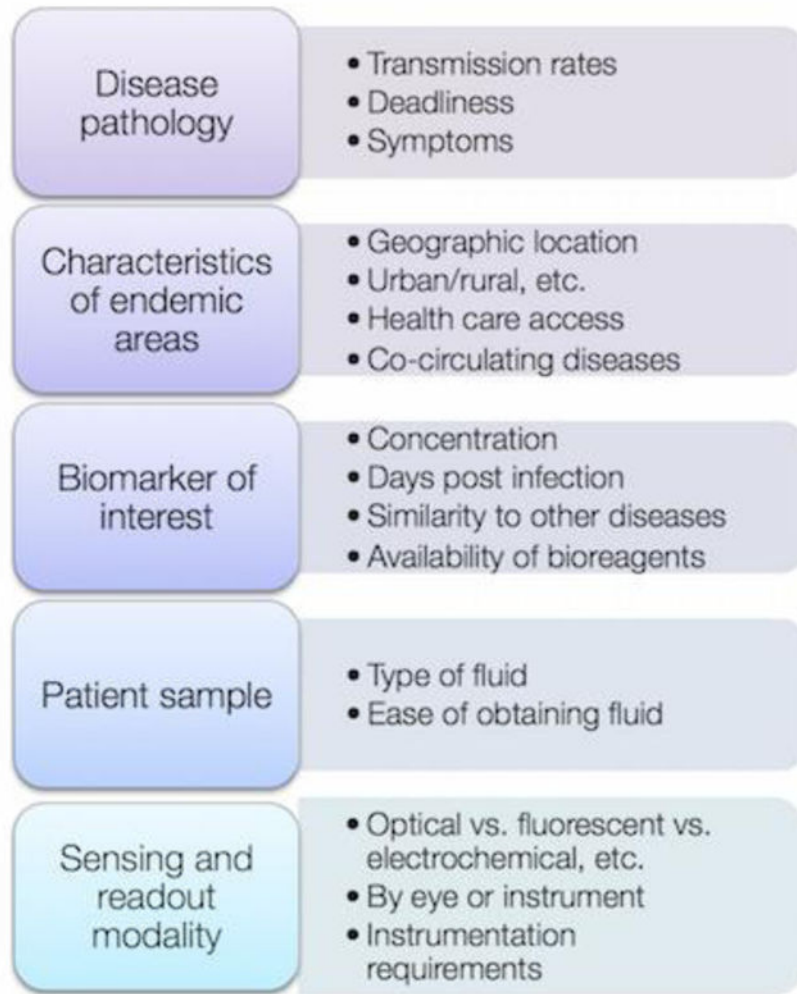 Disease
pathology
• Transmission rates
• Deadliness
• Symptoms
Characteristics
of endemic
areas
• Geographic location
• Urban/rural, etc.
• Health care access
• Co-circulating diseases
Biomarker of
interest
• Concentration
• Days post infection
• Similarity to other diseases
• Availability of bioreagents
Patient sample
• Type of fluid
• Ease of obtaining fluid
Sensing and
readout
modality
• Optical vs. fluorescent vs.
electrochemical, etc.
• By eye or instrument
• Instrumentation
requirements